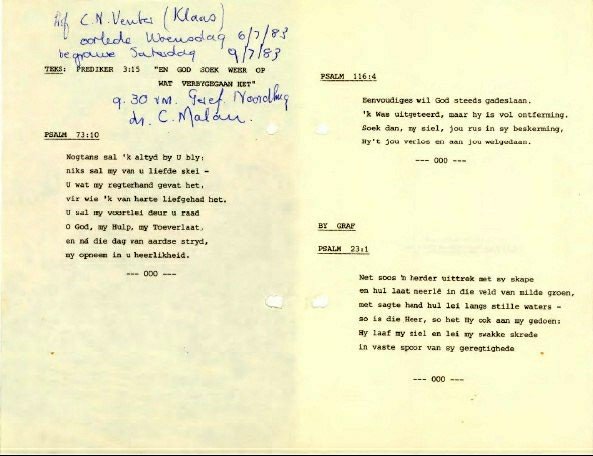 Prof C.N. Venter (Klaas)
oorlede Woensdag 6/7/83
begrawe Saterdag 9/7/83
TEKS: PREDIKER 3:15 "EN GOD SOEK WEER OP
WAT VERBYGEGAAN HET"
9.30 vm. Geref. Noordbrug
ds. C. Malan.
PSALM 73:10
Nogtans sal 'k altyd by U bly:
niks sal my van u liefde skei -
U wat my regterhand gevat het,
vir wie 'k van harte liefgehad het.
U sal my voortlei deur u raad
O God, my Hulp, my Toeverlaat,
en ná die dag van aardse stryd,
my opneem in u heerlikheid.
--- 000 ---
PSALM 116:4
Eenvoudiges wil God steeds gadeslaan.
'k Was uitgeteerd, maar hy is vol ontferming.
Soek dan, my siel, jou rus in sy beskerming,
Hy't jou verlos en aan jou welgedaan.
--- 000 ---
BY GRAF
PSALM 23:1
Net soos 'n herder uittrek met sy skape
en hul laat neerlê in die veld van milde groen,
met sagte hand hul lei langs stille waters -
so is die Heer, so het Hy ook aan my gedoen:
Hy laaf my siel en lei my swakke skrede
in vaste spoor van sy geregtighede
--- 000 ---